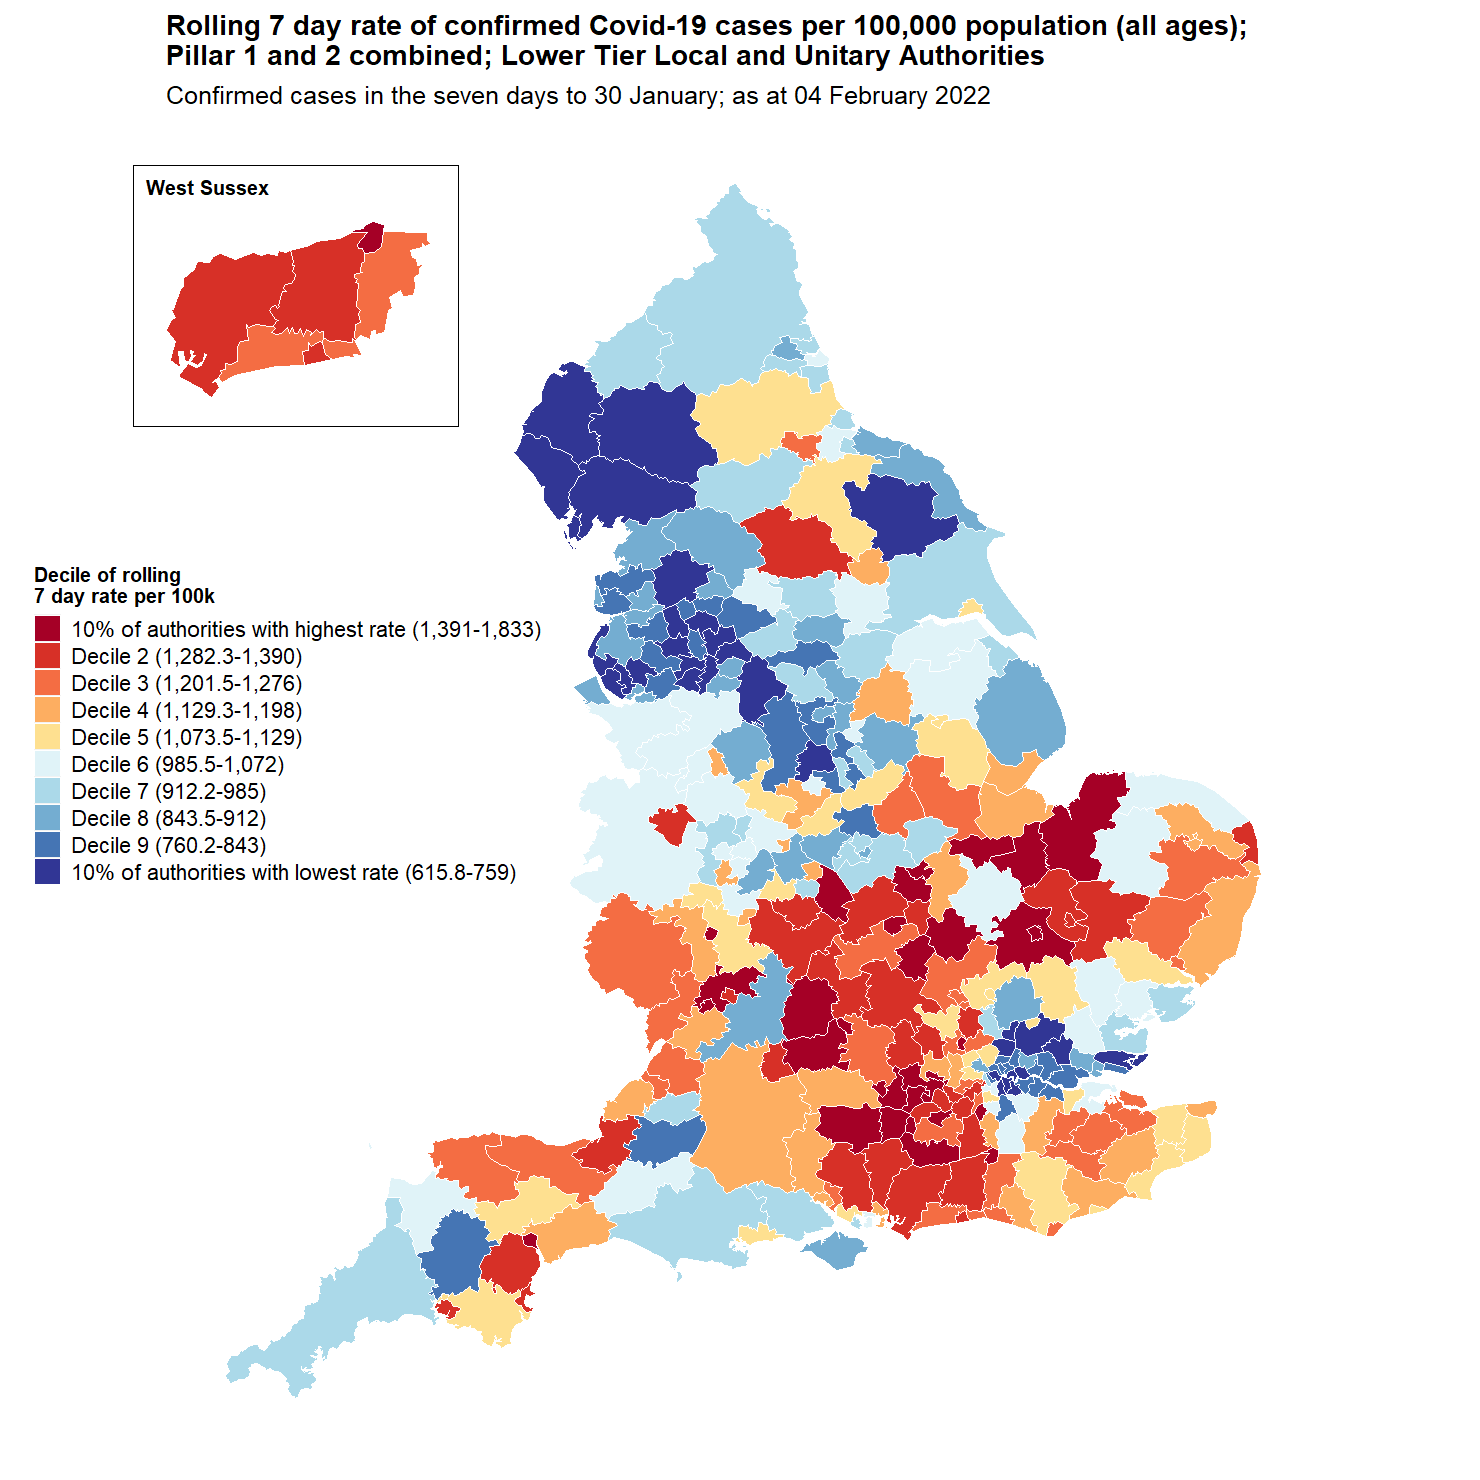 Rolling 7 day rate of confirmed Covid-19 cases per 100,000 population (all ages);
Pillar 1 and 2 combined; Lower Tier Local and Unitary Authorities
Confirmed cases in the seven days to 30 January; as at 04 February 2022
West Sussex
Decile of rolling
7 day rate per 100k
10% of authorities with highest rate (1,391-1,833)
Decile 2 (1,282.3-1,390)
Decile 3 (1,201.5-1,276)
Decile 4 (1,129.3-1,198)
Decile 5 (1,073.5-1,129)
Decile 6 (985.5-1,072)
Decile 7 (912.2-985)
Decile 8 (843.5-912)
Decile 9 (760.2-843)
10% of authorities with lowest rate (615.8-759)